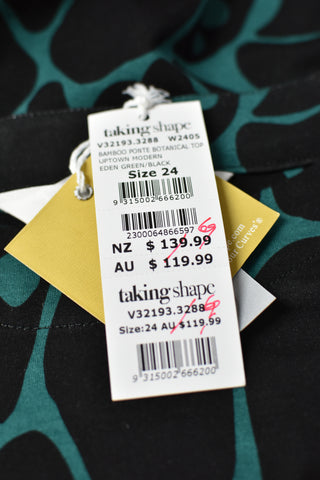 taking shape
V32193.3288 W2405
BAMBOO PONTE BOTANICAL TOP
UPTOWN MODERN
EDEN GREEN/BLACK
Size 24
9 315002 666200
2300064866597
69
NZ $ 139.99
AU $ 119.99
taking shape
V32193.3288
Size:24 AU $119.99
9 315002 666200
Curves'®